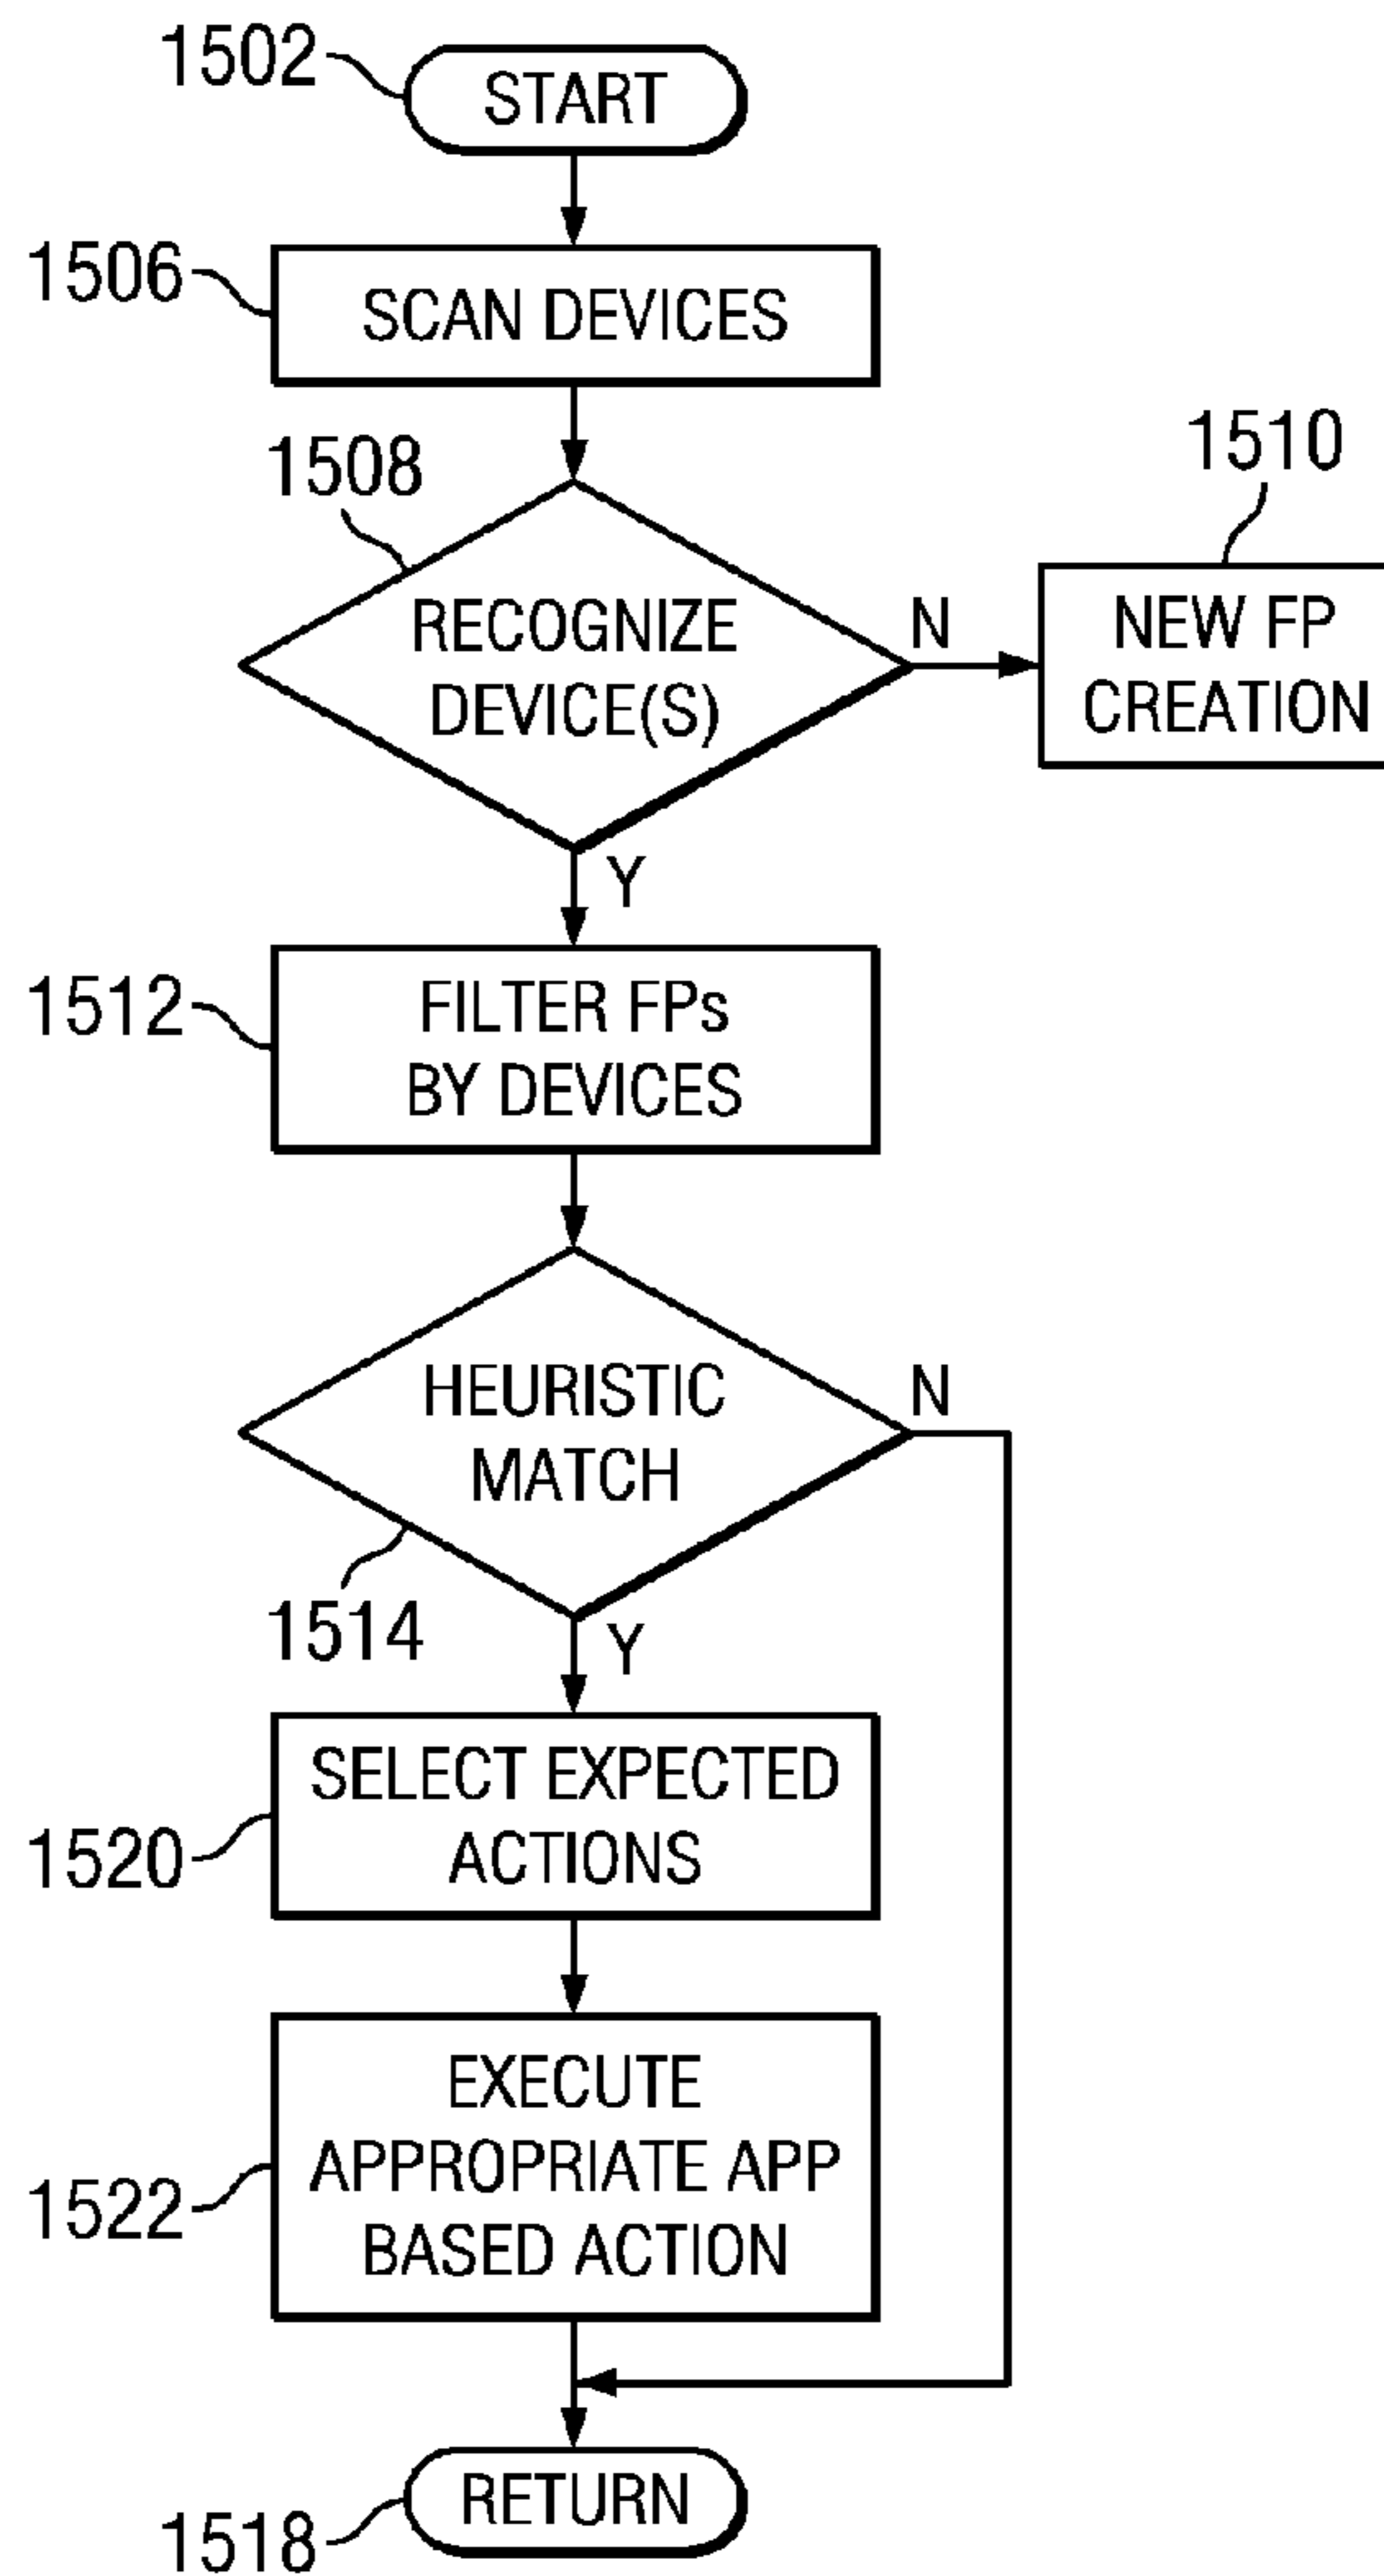 1502
START
1506
SCAN DEVICES
1508
1510
RECOGNIZE
DEVICE(S)
N
NEW FP
CREATION
Y
1512
FILTER FPs
BY DEVICES
HEURISTIC
MATCH
N
1514
Y
SELECT EXPECTED
ACTIONS
1520
EXECUTE
APPROPRIATE APP
BASED ACTION
1522
RETURN
1518